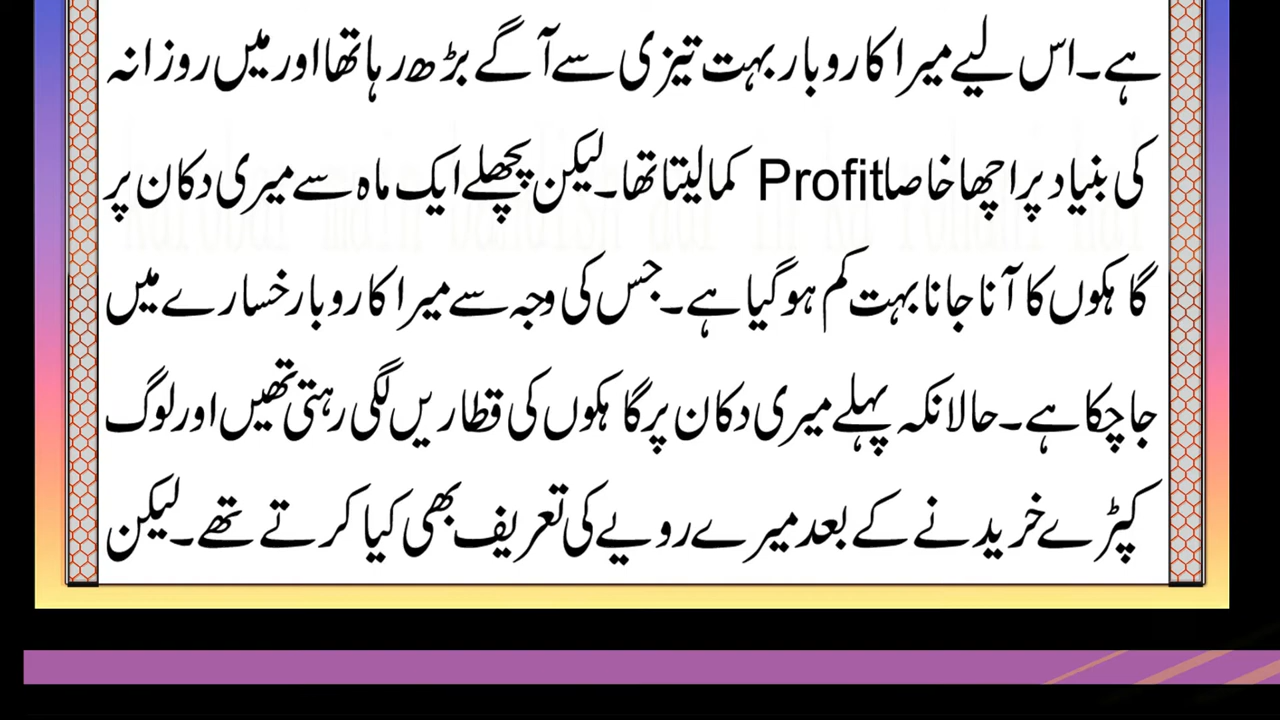 ہے۔اس لیے میرا کاروبار بہت تیزی سے آگے بڑھ رہا تھا اور میں روزانہ
کی بنیاد پر اچھا خاصا Profit کما لیتا تھا۔ لیکن پچھلے ایک ماہ سے میری دکان پر
گاہکوں کا آنا جانا بہت کم ہو گیا ہے۔ جس کی وجہ سے میرا کاروبار خسارے میں
جا چکا ہے۔ حالانکہ پہلے میری دکان پر گاہکوں کی قطاریں لگی رہتی تھیں اور لوگ
کپڑے خریدنے کے بعد میرے رویے کی تعریف بھی کیا کرتے تھے۔ لیکن